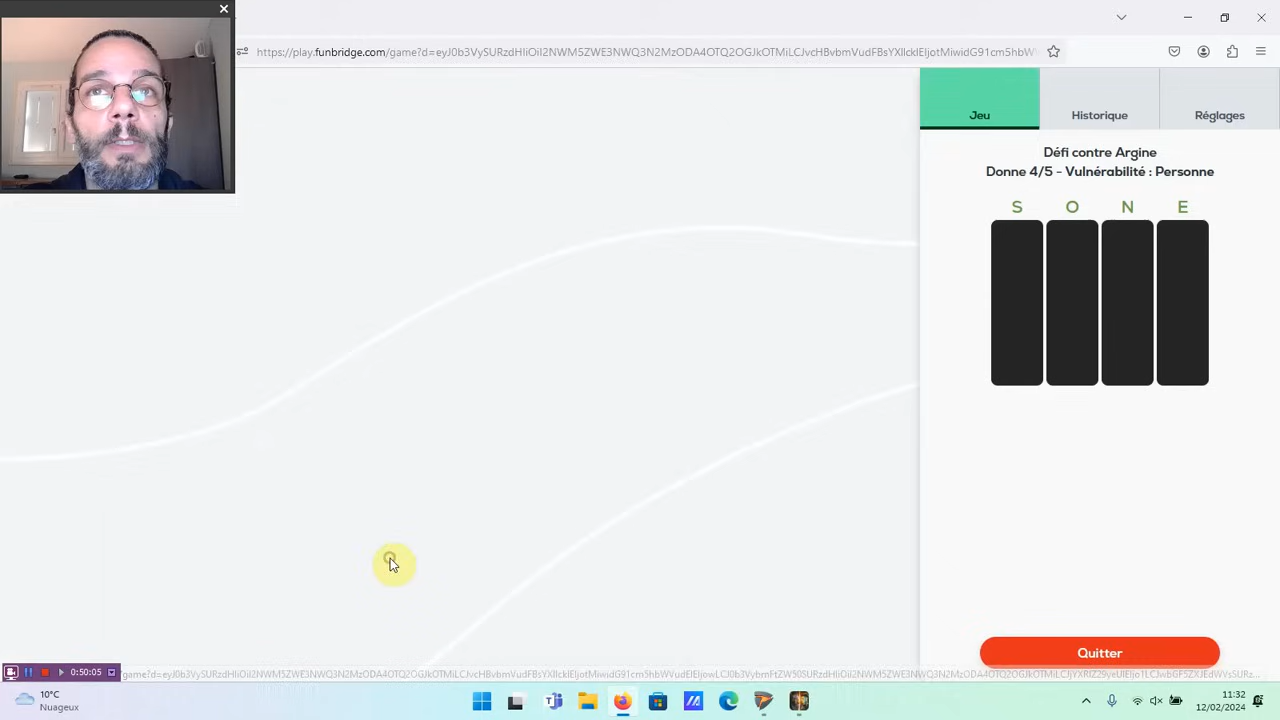 https://play.funbridge.com/game?d=
Jeu
Historique
Réglages
Défi contre Argine
Donne 4/5 - Vulnérabilité : Personne
S O N E
Quitter
0:50:05
10°C
Nuageux
11:32
12/02/2024